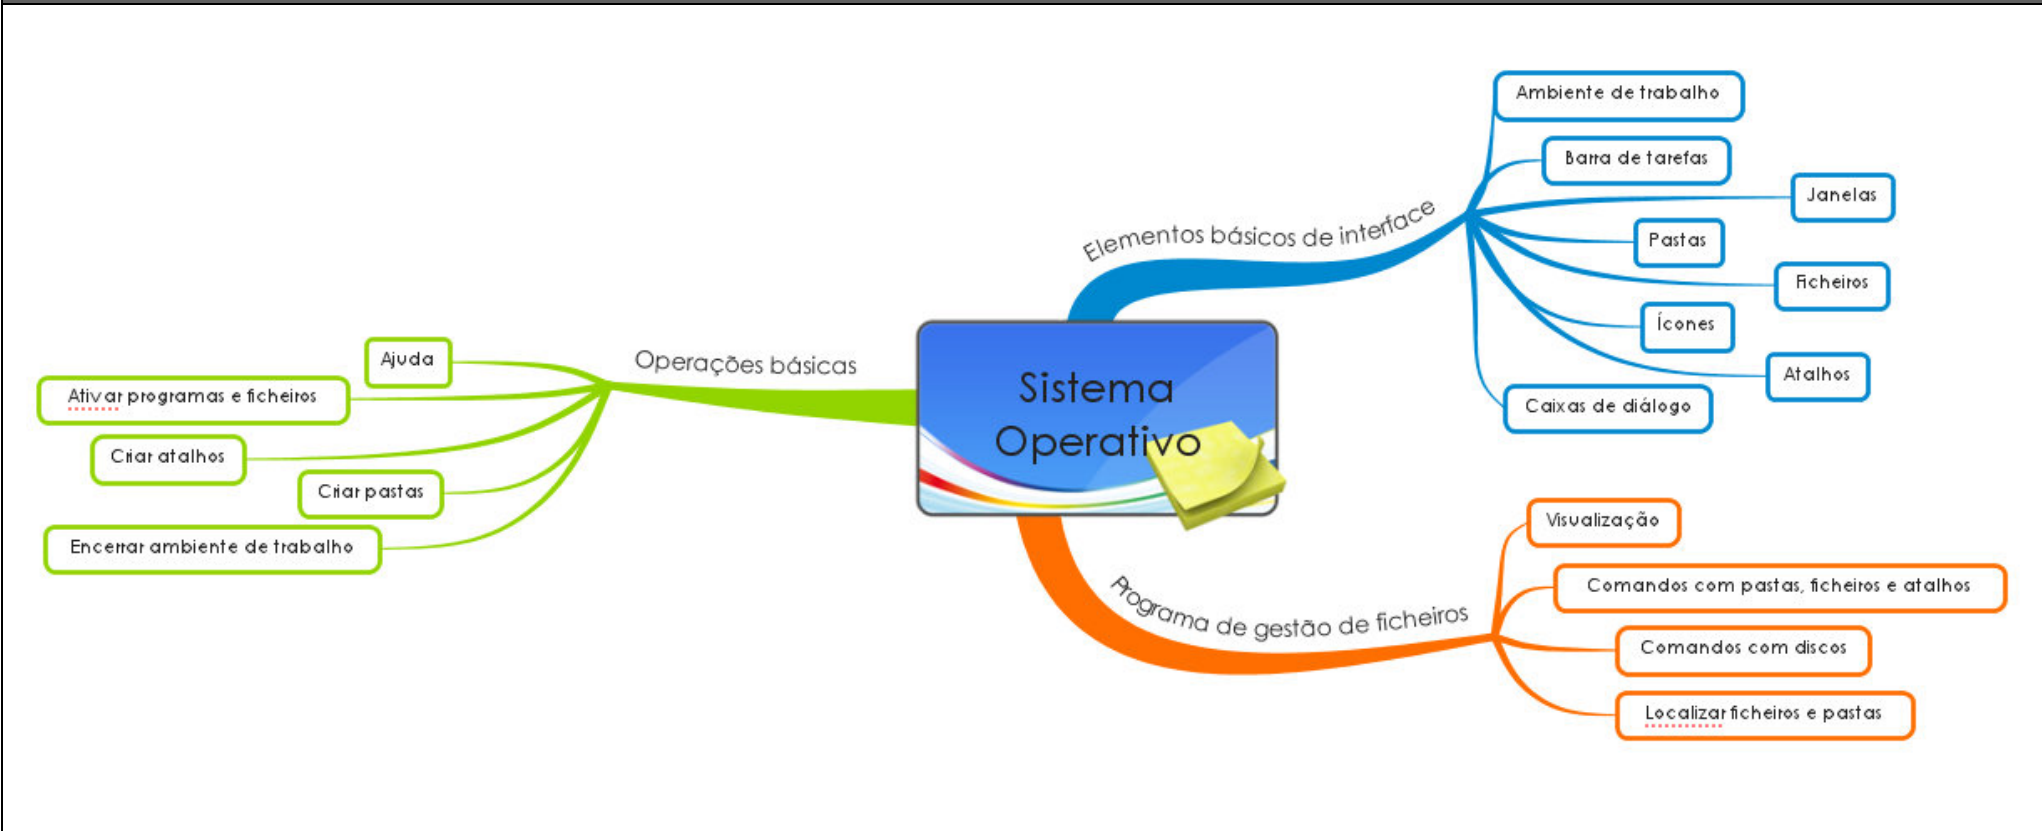 Sistema
Operativo
Elementos básicos de interface
Ambiente de trabalho
Barra de tarefas
Janelas
Pastas
Ficheiros
Ícones
Atalhos
Caixas de diálogo
Programa de gestão de ficheiros
Visualização
Comandos com pastas, ficheiros e atalhos
Comandos com discos
Localizar ficheiros e pastas
Operações básicas
Ajuda
Ativar programas e ficheiros
Criar atalhos
Criar pastas
Encerrar ambiente de trabalho